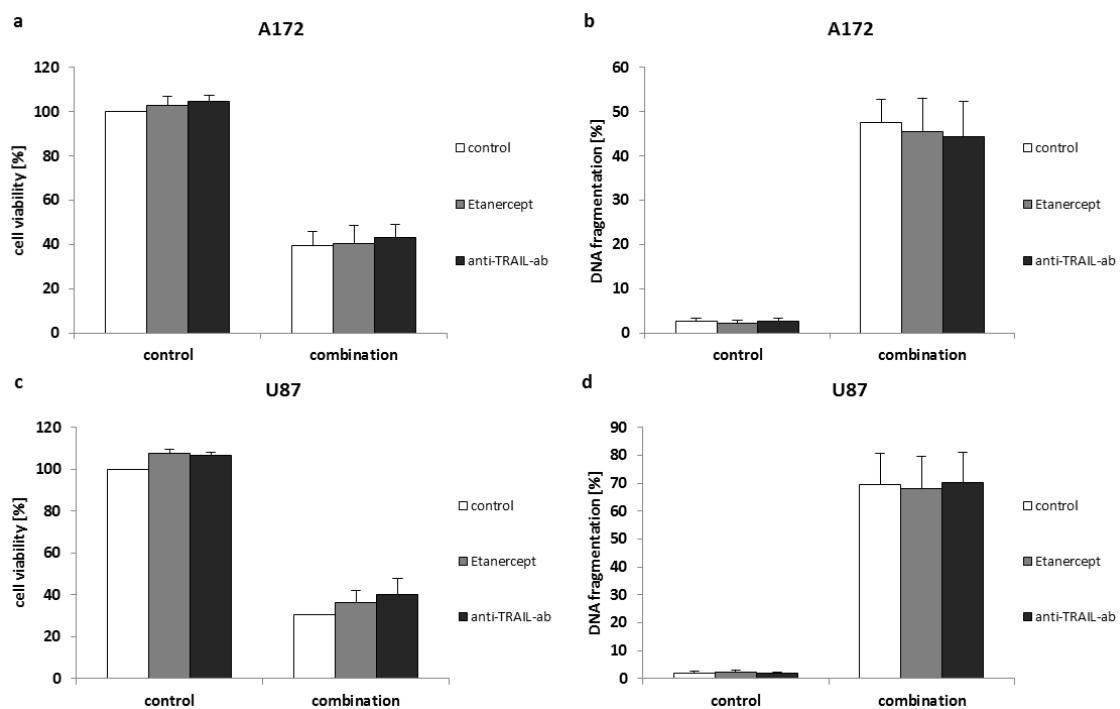 a
A172
cell viability [%]
120
100
80
60
40
20
0
control
combination
control
Etanercept
anti-TRAIL-ab
b
A172
DNA fragmentation [%]
60
50
40
30
20
10
0
control
combination
control
Etanercept
anti-TRAIL-ab
c
U87
cell viability [%]
120
100
80
60
40
20
0
control
combination
control
Etanercept
anti-TRAIL-ab
d
U87
DNA fragmentation [%]
90
80
70
60
50
40
30
20
10
0
control
combination
control
Etanercept
anti-TRAIL-ab